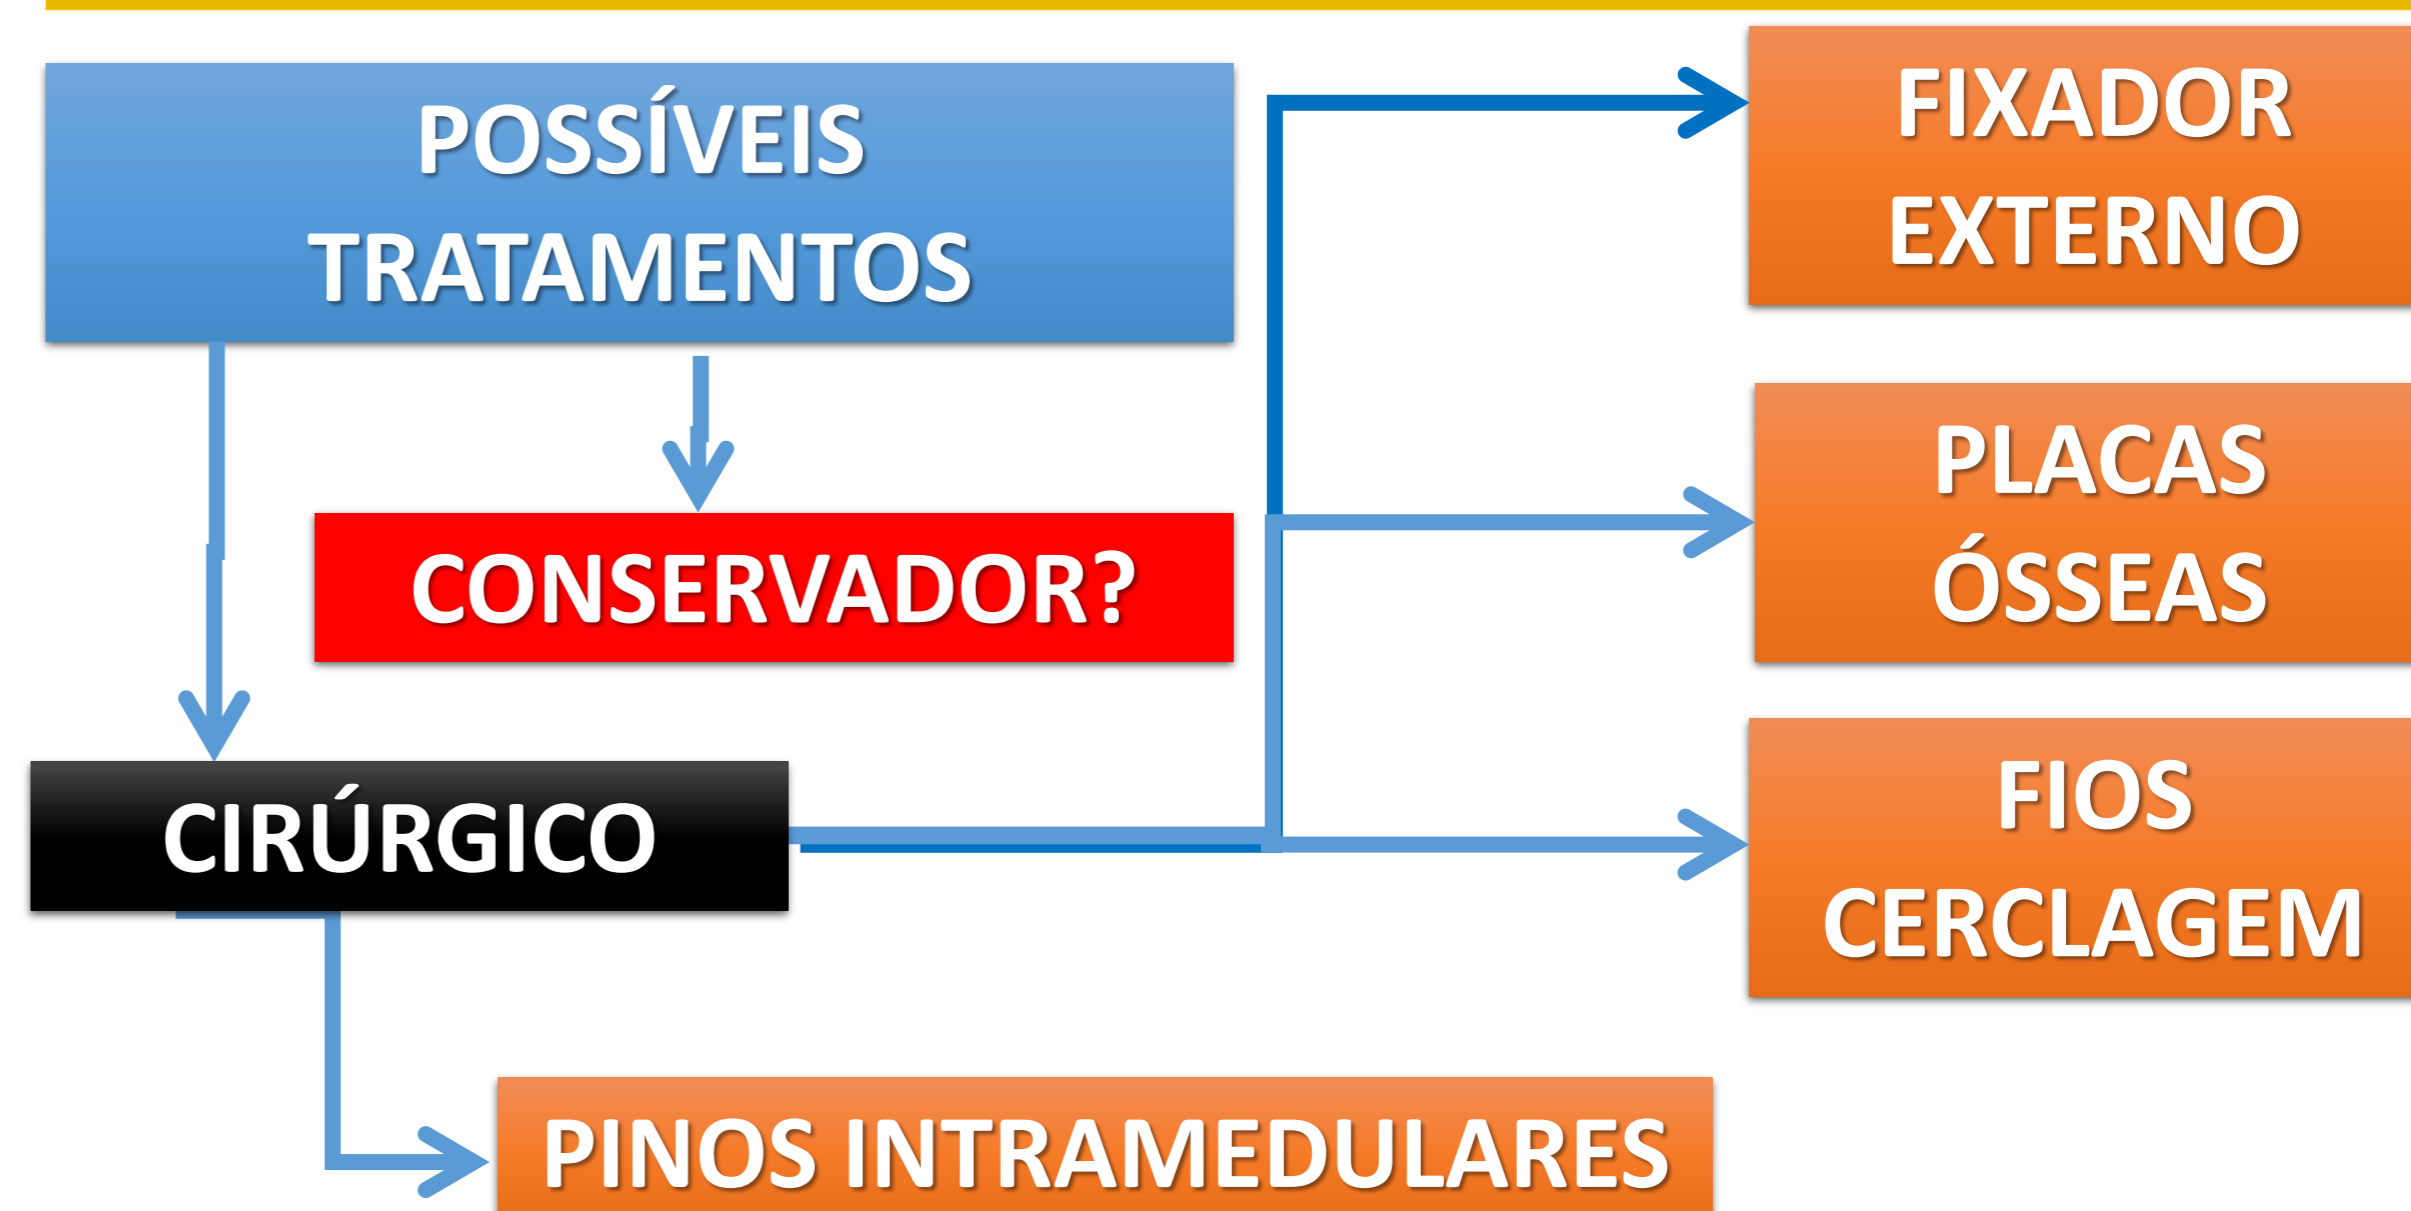 POSSÍVEIS
TRATAMENTOS
CONSERVADOR?
CIRÚRGICO
FIXADOR
EXTERNO
PLACAS
ÓSSEAS
FIOS
CERCLAGEM
PINOS INTRAMEDULARES